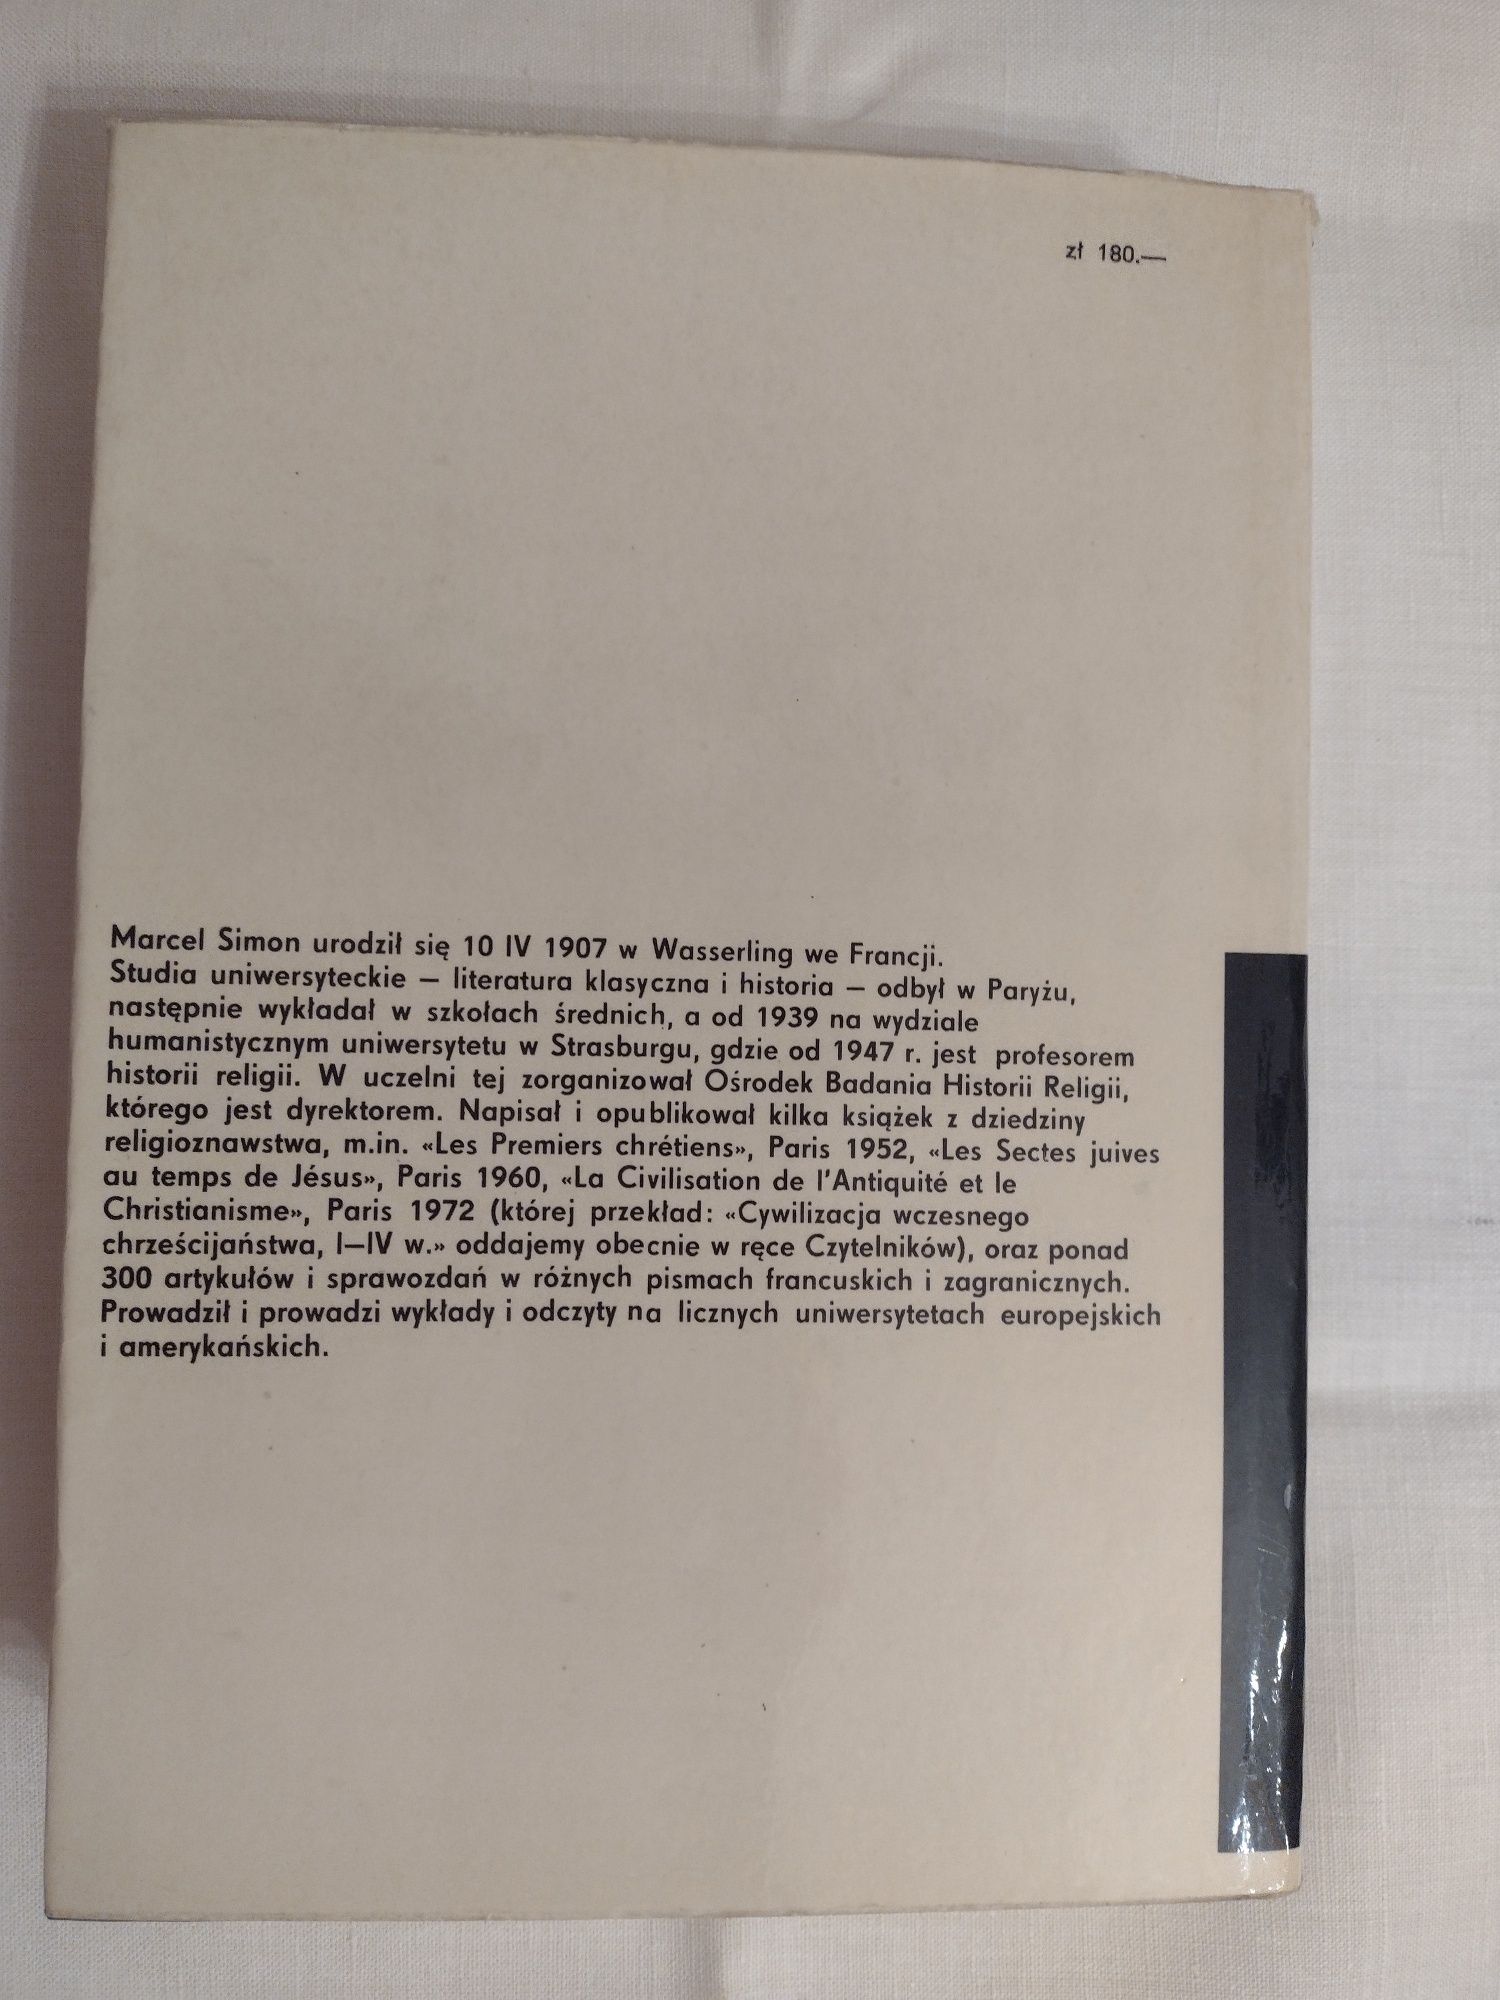 zł 180.—
Marcel Simon urodził się 10 IV 1907 w Wasserling we Francji.
Studia uniwersyteckie — literatura klasyczna i historia — odbył w Paryżu,
następnie wykładał w szkołach średnich, a od 1939 na wydziale
humanistycznym uniwersytetu w Strasburgu, gdzie od 1947 r. jest profesorem
historii religii. W uczelni tej zorganizował Ośrodek Badania Historii Religii,
którego jest dyrektorem. Napisał i opublikował kilka książek z dziedziny
religioznawstwa, m.in. «Les Premiers chrétiens», Paris 1952, «Les Sectes juives
au temps de Jésus», Paris 1960, «La Civilisation de l'Antiquité et le
Christianisme», Paris 1972 (której przekład: «Cywilizacja wczesnego
chrześcijaństwa, I—IV w.» oddajemy obecnie w ręce Czytelników), oraz ponad
300 artykułów i sprawozdań w różnych pismach francuskich i zagranicznych.
Prowadził i prowadzi wykłady i odczyty na licznych uniwersytetach europejskich
i amerykańskich.